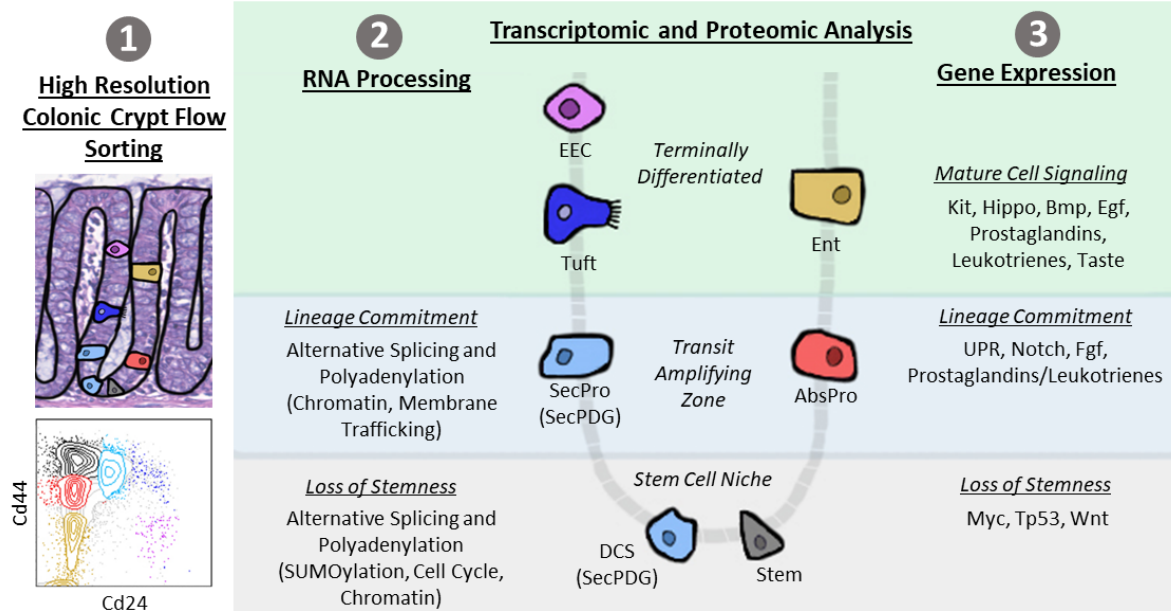 1
High Resolution
Colonic Crypt Flow
Sorting
Cd44
Cd24
Transcriptomic and Proteomic Analysis
2
RNA Processing
3
Gene Expression
EEC
Tuft
Terminally
Differentiated
Ent
Mature Cell Signaling
Kit, Hippo, Bmp, Egf,
Prostaglandins,
Leukotrienes, Taste
Lineage Commitment
Alternative Splicing and
Polyadenylation
(Chromatin, Membrane
Trafficking)
SecPro
(SecPDG)
Transit
Amplifying
Zone
AbsPro
Lineage Commitment
UPR, Notch, Fgf,
Prostaglandins/Leukotrienes
Loss of Stemness
Alternative Splicing and
Polyadenylation
(SUMOylation, Cell Cycle,
Chromatin)
Stem Cell Niche
DCS
(SecPDG)
Stem
Loss of Stemness
Myc, Tp53, Wnt